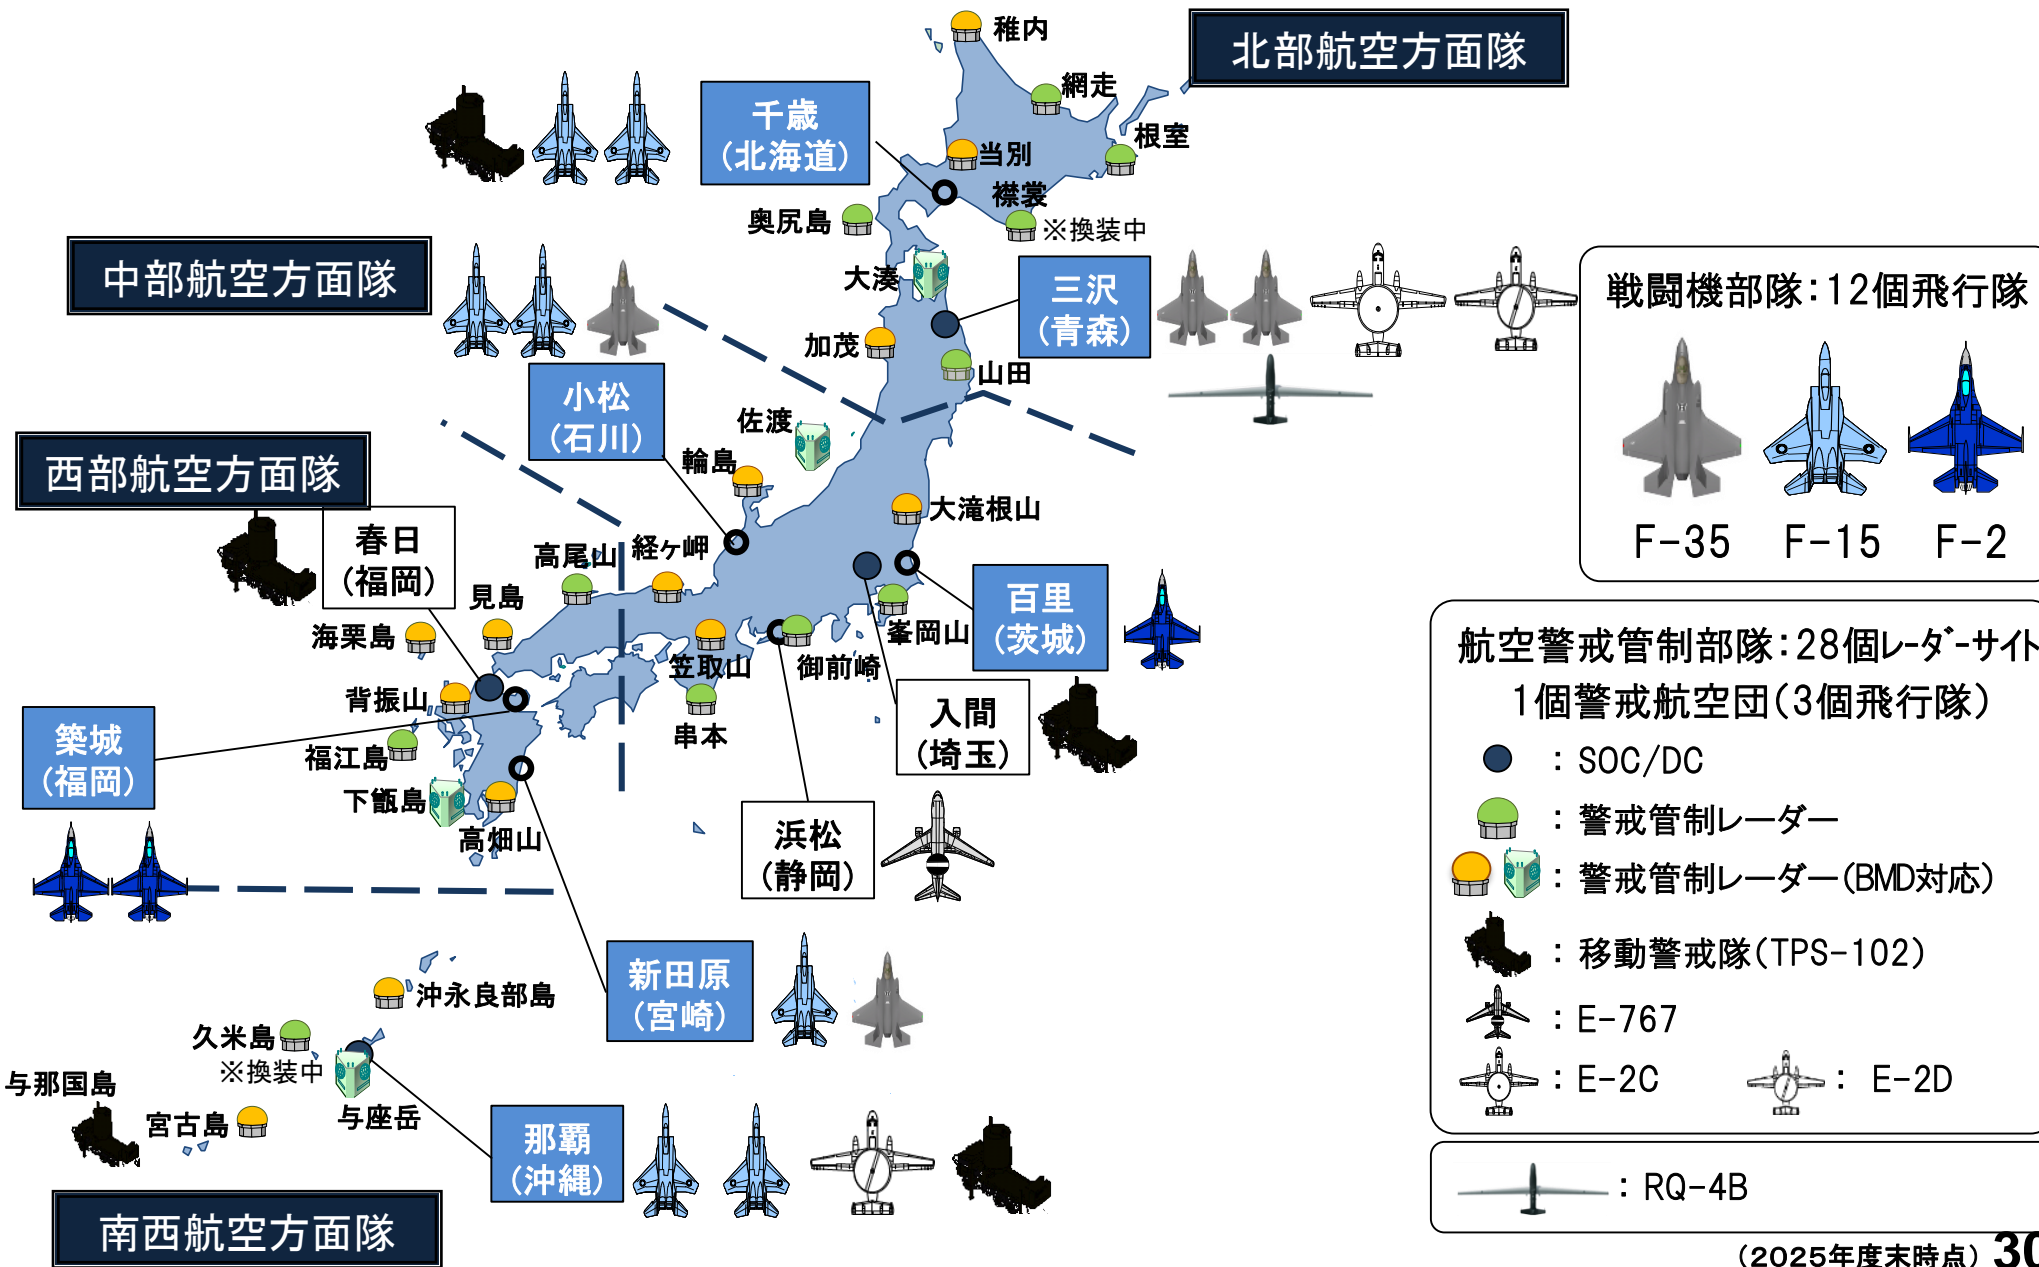 北部航空方面隊
稚内
網走
根室
当別
襟裳
※換装中
千歳
(北海道)
奥尻島
大湊
三沢
(青森)
加茂
山田
中部航空方面隊
小松
(石川)
佐渡
輪島
大滝根山
経ヶ岬
百里
(茨城)
峯岡山
御前崎
笠取山
串本
入間
(埼玉)
浜松
(静岡)
西部航空方面隊
春日
(福岡)
高尾山
見島
海栗島
背振山
築城
(福岡)
福江島
下甑島
高畑山
新田原
(宮崎)
沖永良部島
久米島
※換装中
与那国島
宮古島
与座岳
那覇
(沖縄)
南西航空方面隊
戦闘機部隊:12個飛行隊
F-35
F-15
F-2
航空警戒管制部隊:28個レーダーサイト
1個警戒航空団(3個飛行隊)
:SOC/DC
:警戒管制レーダー
:警戒管制レーダー(BMD対応)
:移動警戒隊(TPS-102)
:E-767
:E-2C
:E-2D
:RQ-4B
(2025年度末時点)
30